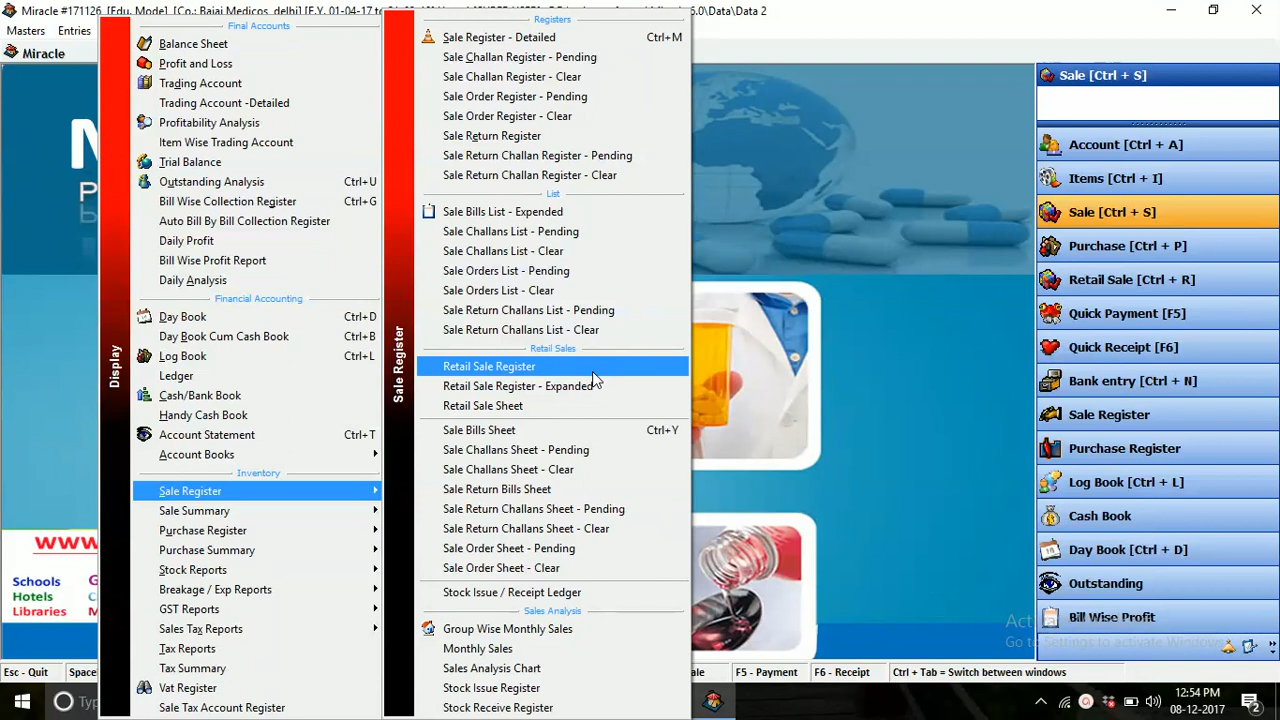 Miracle #171126 [Edu. Mode] [Co.: Bajaj Medicos, delhi] [F.Y. 01-04-17
6.0\Data\Data 2
Masters
Entries
Miracle
Display
Final Accounts
Balance Sheet
Profit and Loss
Trading Account
Trading Account -Detailed
Profitability Analysis
Item Wise Trading Account
Trial Balance
Outstanding Analysis Ctrl+U
Bill Wise Collection Register Ctrl+G
Auto Bill By Bill Collection Register
Daily Profit
Bill Wise Profit Report
Daily Analysis
Financial Accounting
Day Book Ctrl+D
Day Book Cum Cash Book Ctrl+B
Log Book Ctrl+L
Ledger
Cash/Bank Book
Handy Cash Book
Account Statement Ctrl+T
Account Books
Inventory
Sale Register
Sale Summary
Purchase Register
Purchase Summary
Stock Reports
Breakage / Exp Reports
GST Reports
Sales Tax Reports
Tax Reports
Tax Summary
Vat Register
Sale Tax Account Register
Sale Register
Registers
Sale Register - Detailed Ctrl+M
Sale Challan Register - Pending
Sale Challan Register - Clear
Sale Order Register - Pending
Sale Order Register - Clear
Sale Return Register
Sale Return Challan Register - Pending
Sale Return Challan Register - Clear
List
Sale Bills List - Expended
Sale Challans List - Pending
Sale Challans List - Clear
Sale Orders List - Pending
Sale Orders List - Clear
Sale Return Challans List - Pending
Sale Return Challans List - Clear
Retail Sales
Retail Sale Register
Retail Sale Register - Expanded
Retail Sale Sheet
Sale Bills Sheet Ctrl+Y
Sale Challans Sheet - Pending
Sale Challans Sheet - Clear
Sale Return Bills Sheet
Sale Return Challans Sheet - Pending
Sale Return Challans Sheet - Clear
Sale Order Sheet - Pending
Sale Order Sheet - Clear
Stock Issue / Receipt Ledger
Sales Analysis
Group Wise Monthly Sales
Monthly Sales
Sales Analysis Chart
Stock Issue Register
Stock Receive Register
Sale [Ctrl + S]
Account [Ctrl + A]
Items [Ctrl + I]
Sale [Ctrl + S]
Purchase [Ctrl + P]
Retail Sale [Ctrl + R]
Quick Payment [F5]
Quick Receipt [F6]
Bank entry [Ctrl + N]
Sale Register
Purchase Register
Log Book [Ctrl + L]
Cash Book
Day Book [Ctrl + D]
Outstanding
Bill Wise Profit
www.
Schools
Hotels
Libraries
Go to Settings to activate Windows.
Esc - Quit
F5 - Payment
F6 - Receipt
Ctrl + Tab = Switch between windows
12:54 PM
08-12-2017
2